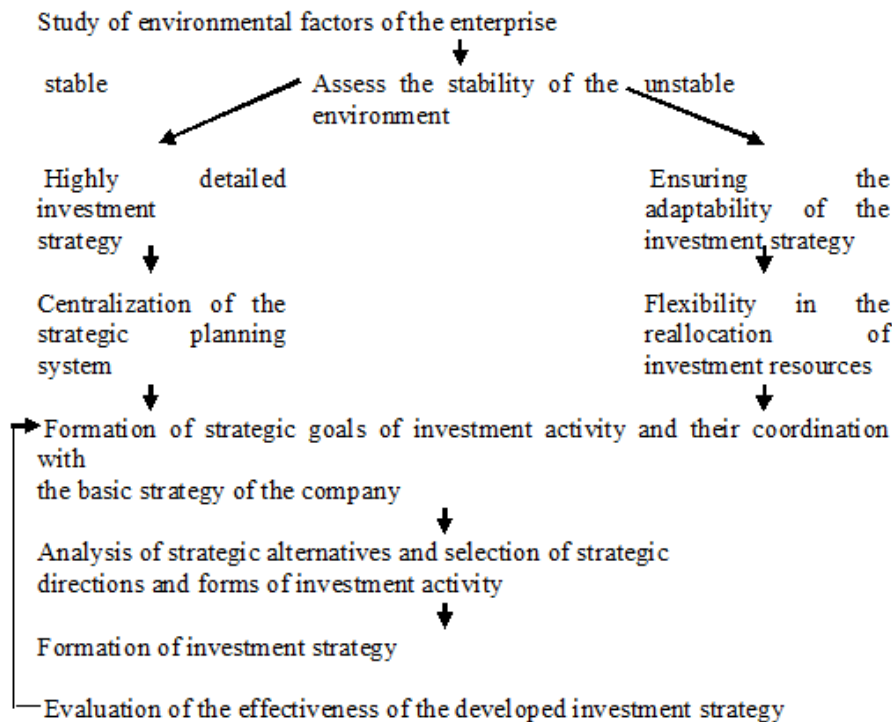 Study of environmental factors of the enterprise
stable
Assess the stability of the
environment
unstable
Highly detailed
investment
strategy
Ensuring the
adaptability of the
investment strategy
Centralization of the
strategic planning
system
Flexibility in the
reallocation of
investment resources
Formation of strategic goals of investment activity and their coordination
with
the basic strategy of the company
Analysis of strategic alternatives and selection of strategic
directions and forms of investment activity
Formation of investment strategy
Evaluation of the effectiveness of the developed investment strategy